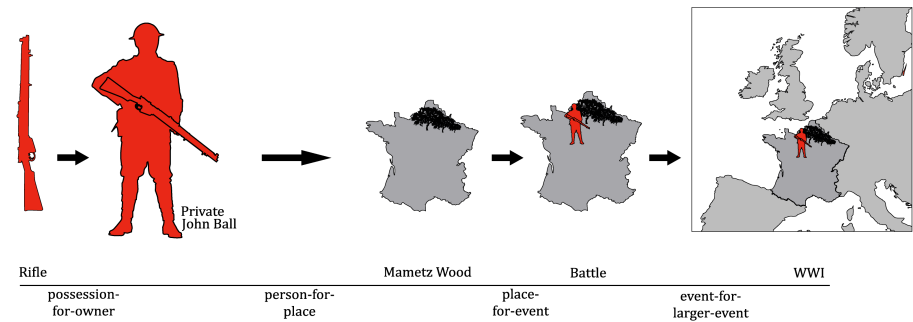 Private
John Ball
Rifle
Mametz Wood
Battle
WWI
possession-
for-owner
person-for-
place
place-
for-event
event-for-
larger-event